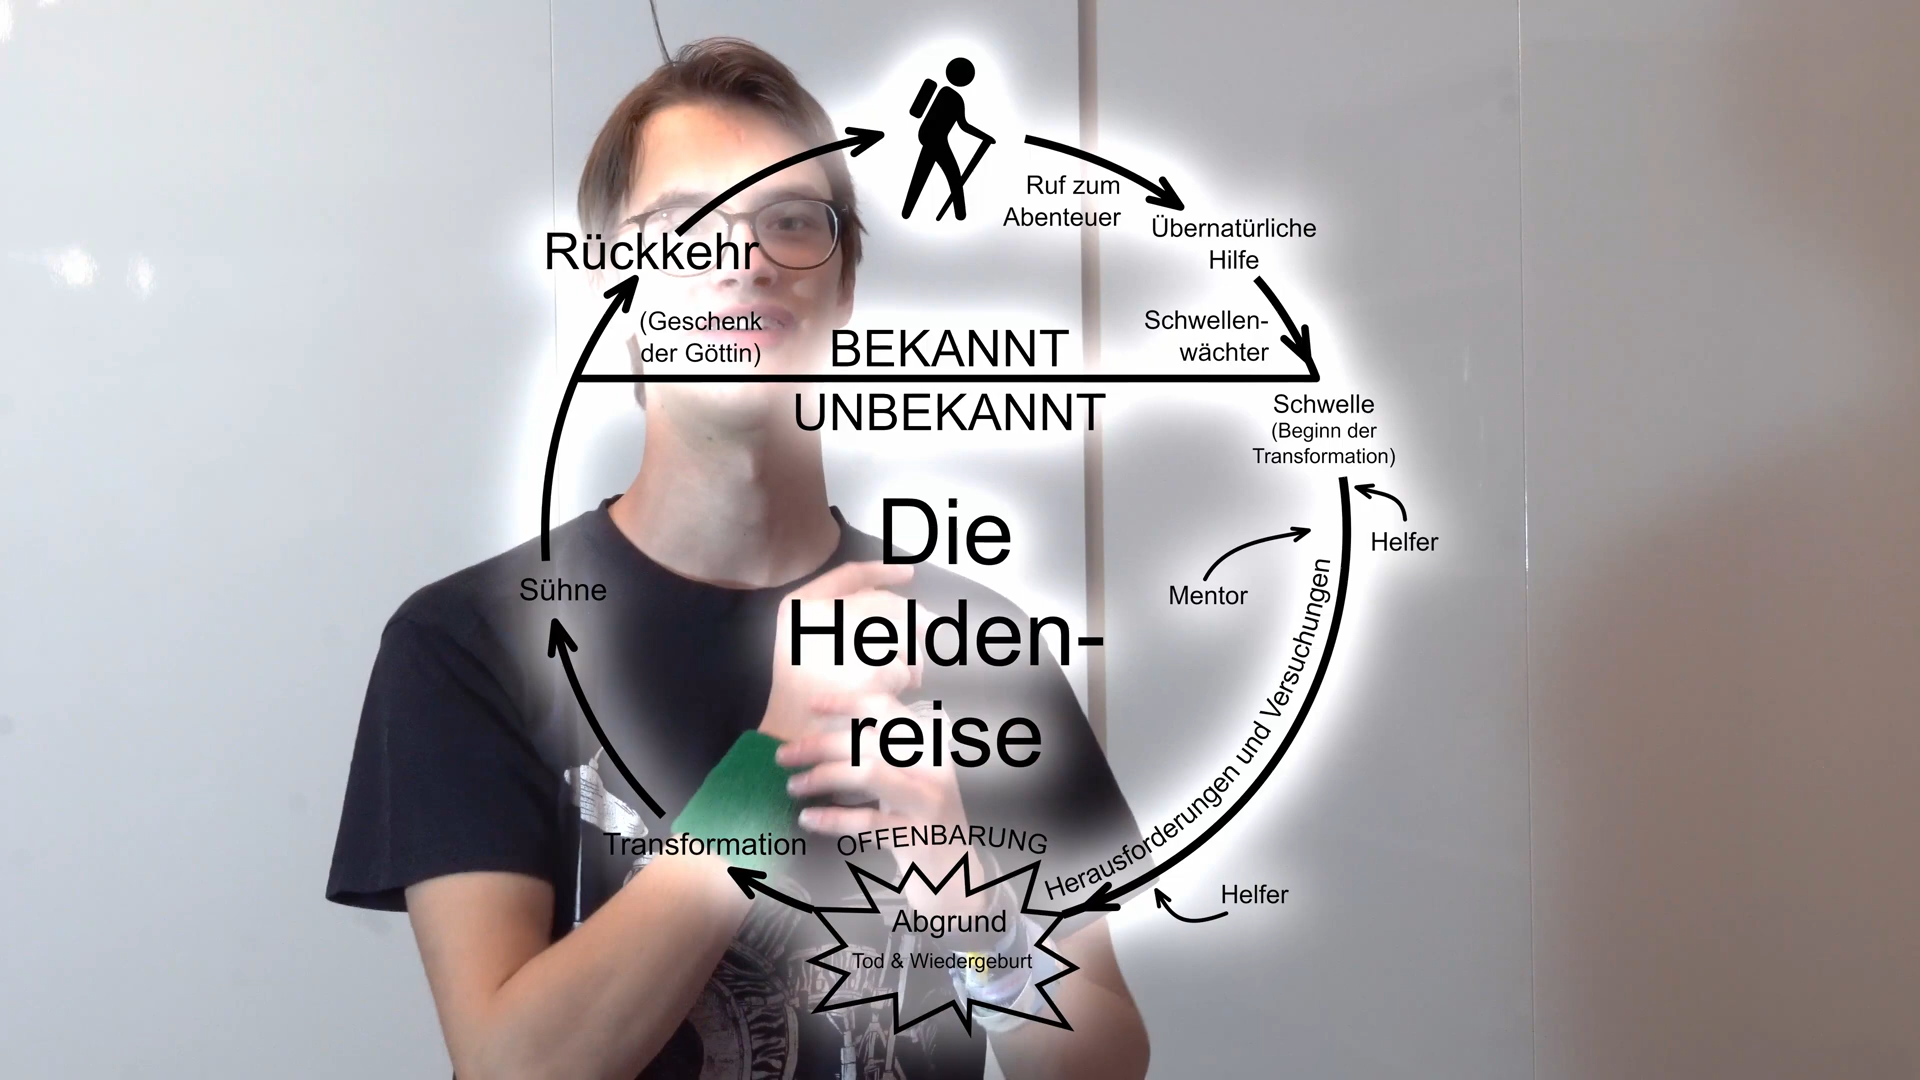 Ruf zum
Abenteuer
Übernatürliche
Hilfe
Rückkehr
(Geschenk
der Göttin)
Schwellen-
wächter
BEKANNT
UNBEKANNT
Schwelle
(Beginn der
Transformation)
Helfer
Mentor
Herausforderungen und Versuchungen
Die
Helden-
reise
Sühne
Transformation
OFFENBARUNG
Abgrund
Tod & Wiedergeburt
Helfer